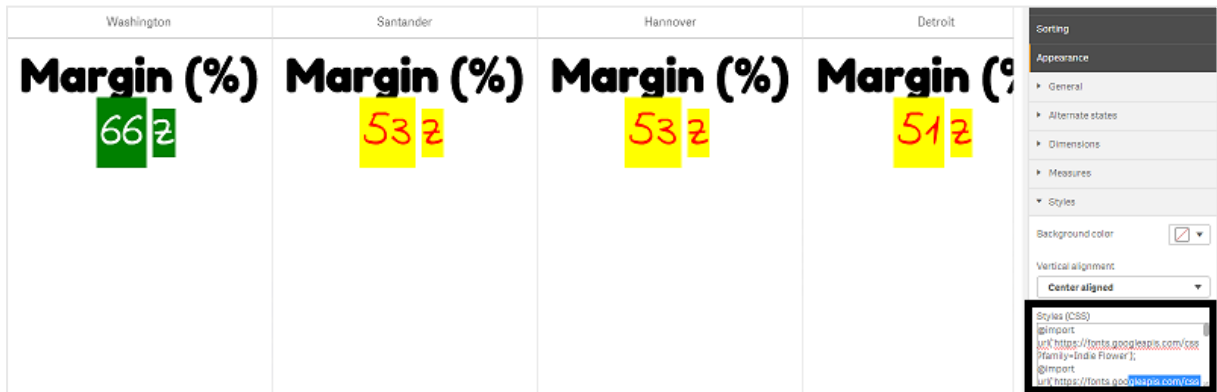 Washington Santander Hannover Detroit
Margin (%) Margin (%) Margin (%) Margin (%
66 z 53 z 53 z 51 z
Sorting
Appearance
General
Alternate states
Dimensions
Measures
Styles
Background color
Vertical alignment
Center aligned
Styles (CSS)
@import
url('https://fonts.googleapis.com/css
?family=Indie Flower');
@import
url('https://fonts.googleapis.com/css